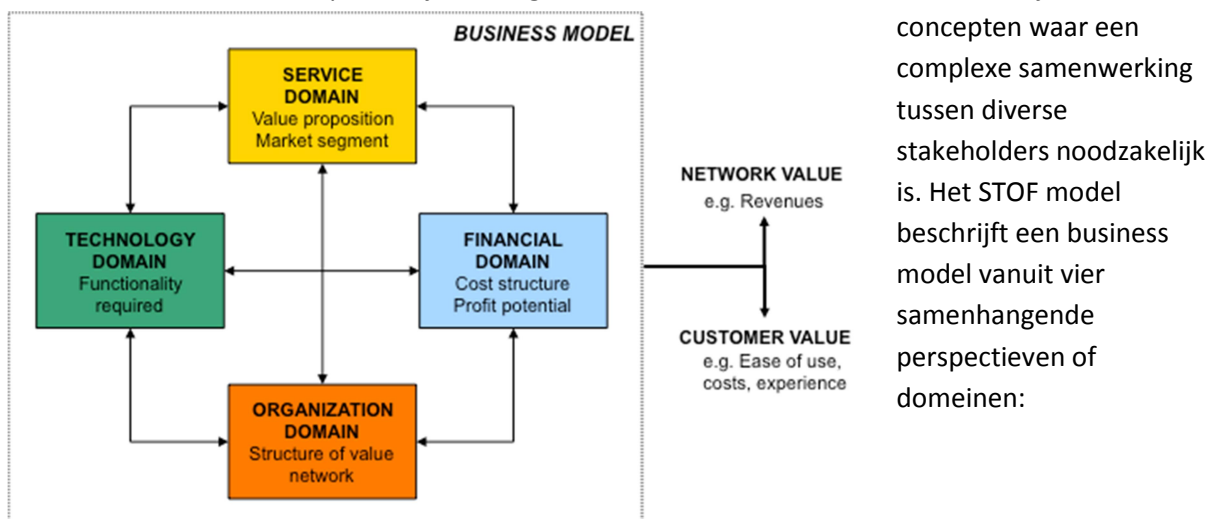 BUSINESS MODEL
SERVICE
DOMAIN
Value proposition
Market segment
TECHNOLOGY
DOMAIN
Functionality
required
FINANCIAL
DOMAIN
Cost structure
Profit potential
ORGANIZATION
DOMAIN
Structure of value
network
NETWORK VALUE
e.g. Revenues
CUSTOMER VALUE
e.g. Ease of use,
costs, experience
concepten waar een
complexe samenwerking
tussen diverse
stakeholders noodzakelijk
is. Het STOF model
beschrijft een business
model vanuit vier
samenhangende
perspectieven of
domeinen: